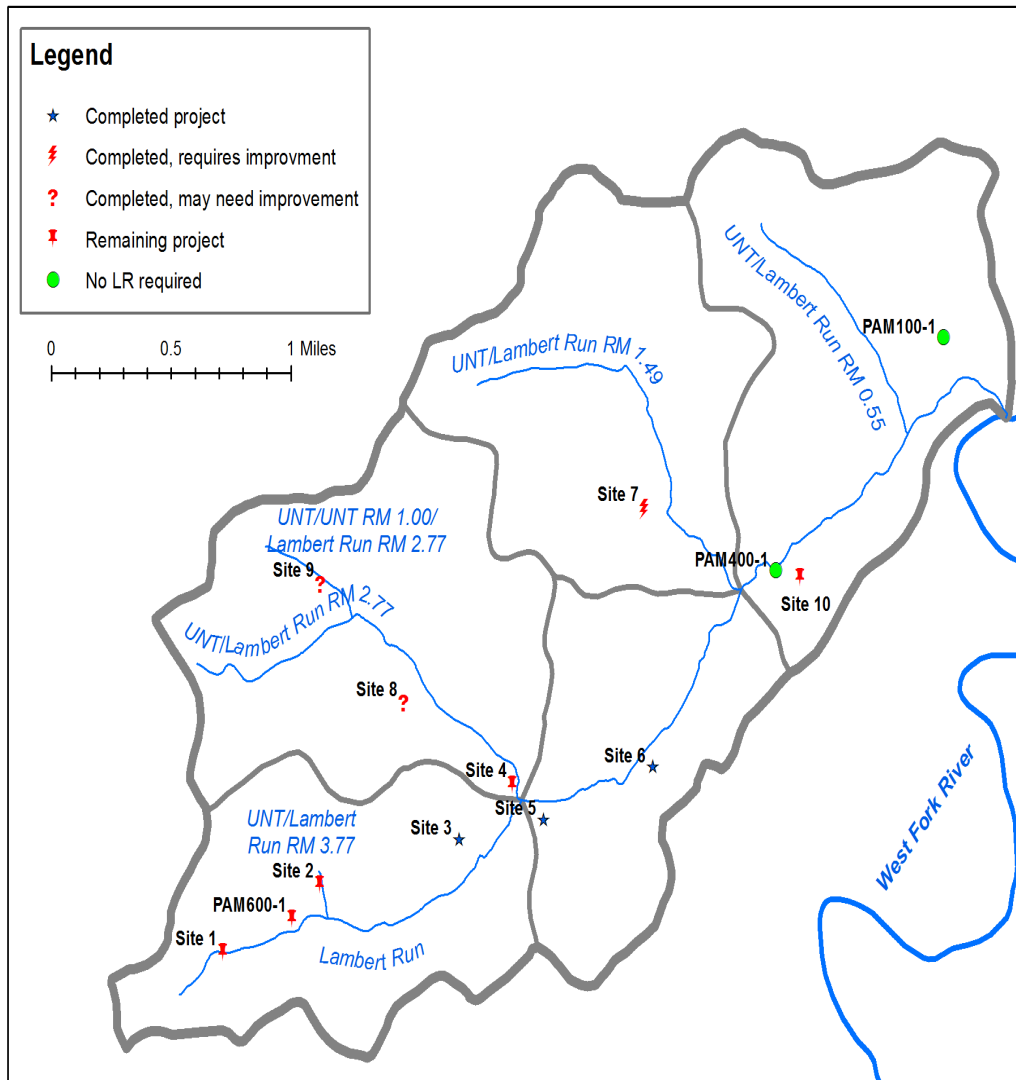 Legend
Completed project
Completed, requires improvment
Completed, may need improvement
Remaining project
No LR required
0 0.5 1 Miles
UNT/Lambert Run RM 0.55
PAM100-1
UNT/Lambert Run RM 1.49
Site 7
UNT/UNT RM 1.00/
Lambert Run RM 2.77
PAM400-1
Site 9
Site 10
UNT/Lambert Run RM 2.77
Site 8
Site 6
Site 4
Site 5
UNT/Lambert
Run RM 3.77
Site 3
Site 2
PAM600-1
Site 1
Lambert Run
West Fork River